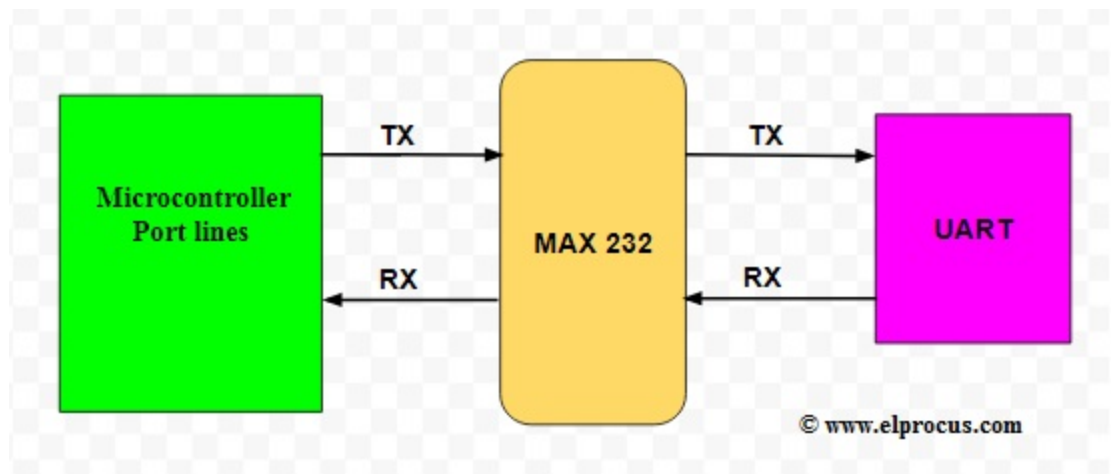 TX
TX
Microcontroller
Port lines
MAX 232
UART
RX
RX
© www.elprocus.com